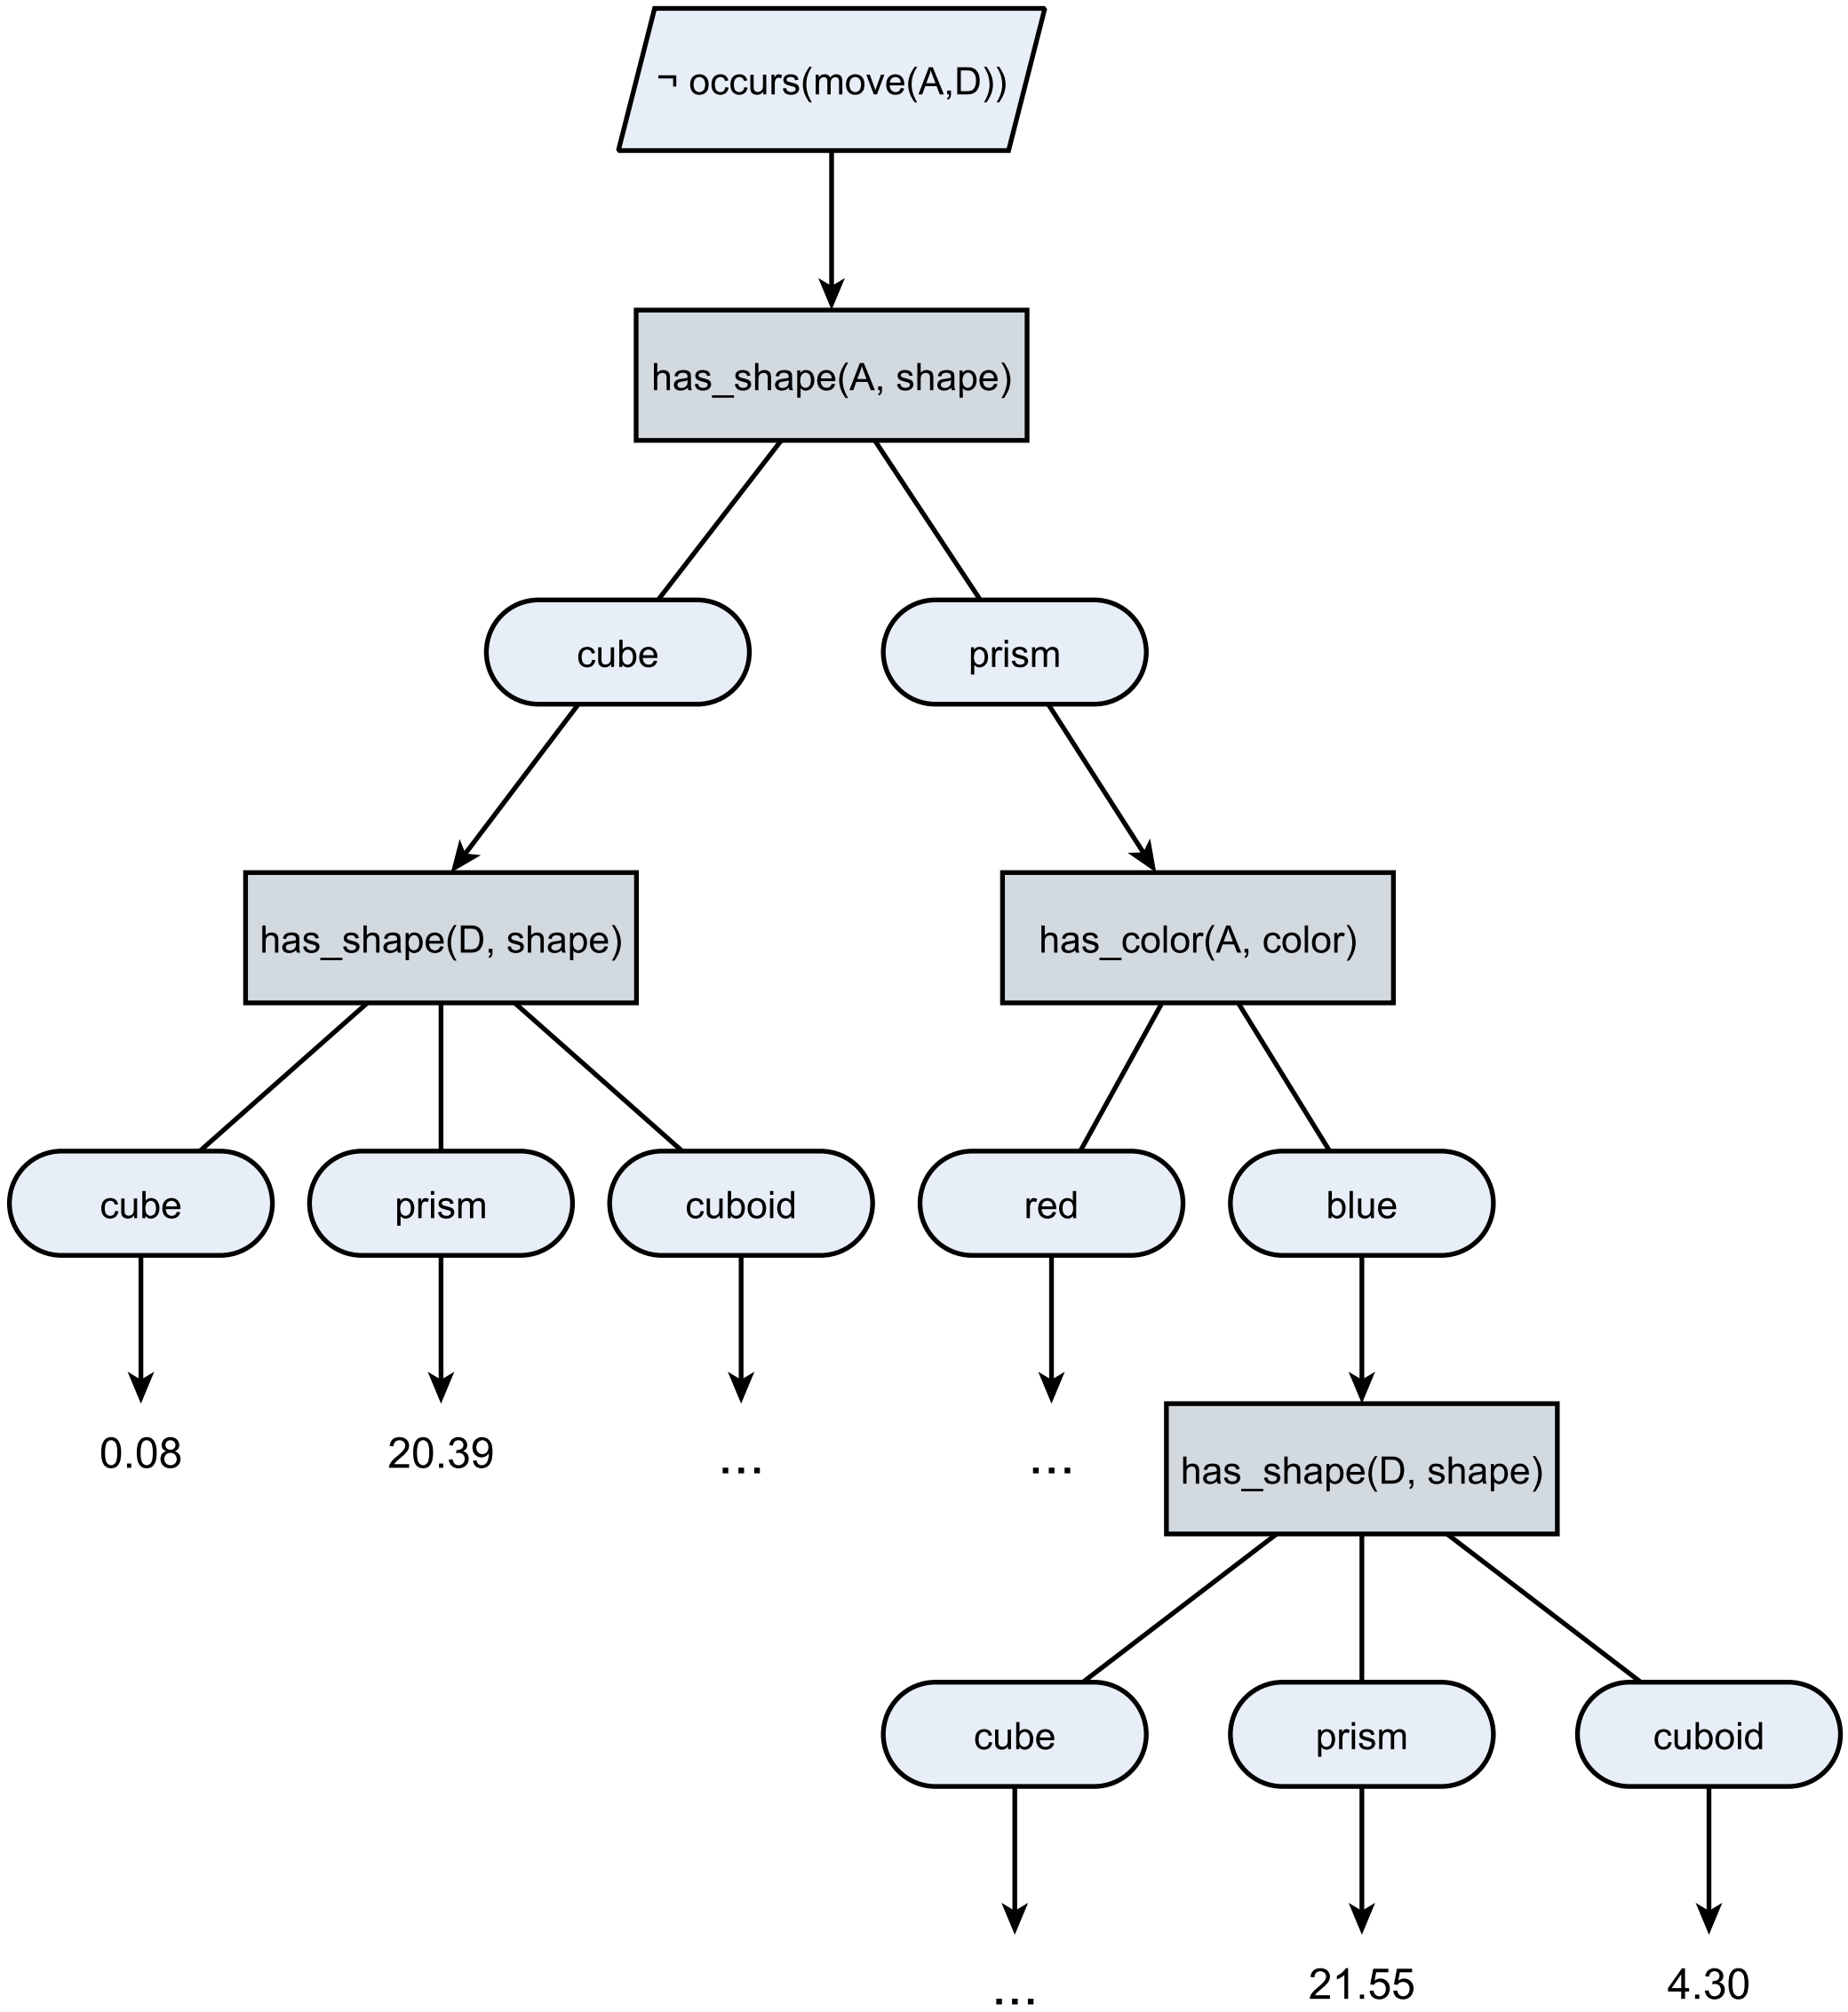 ¬ occurs(move(A,D))
has_shape(A, shape)
cube
prism
has_shape(D, shape)
has_color(A, color)
cube
prism
cuboid
red
blue
0.08
20.39
...
...
has_shape(D, shape)
cube
prism
cuboid
...
21.55
4.30